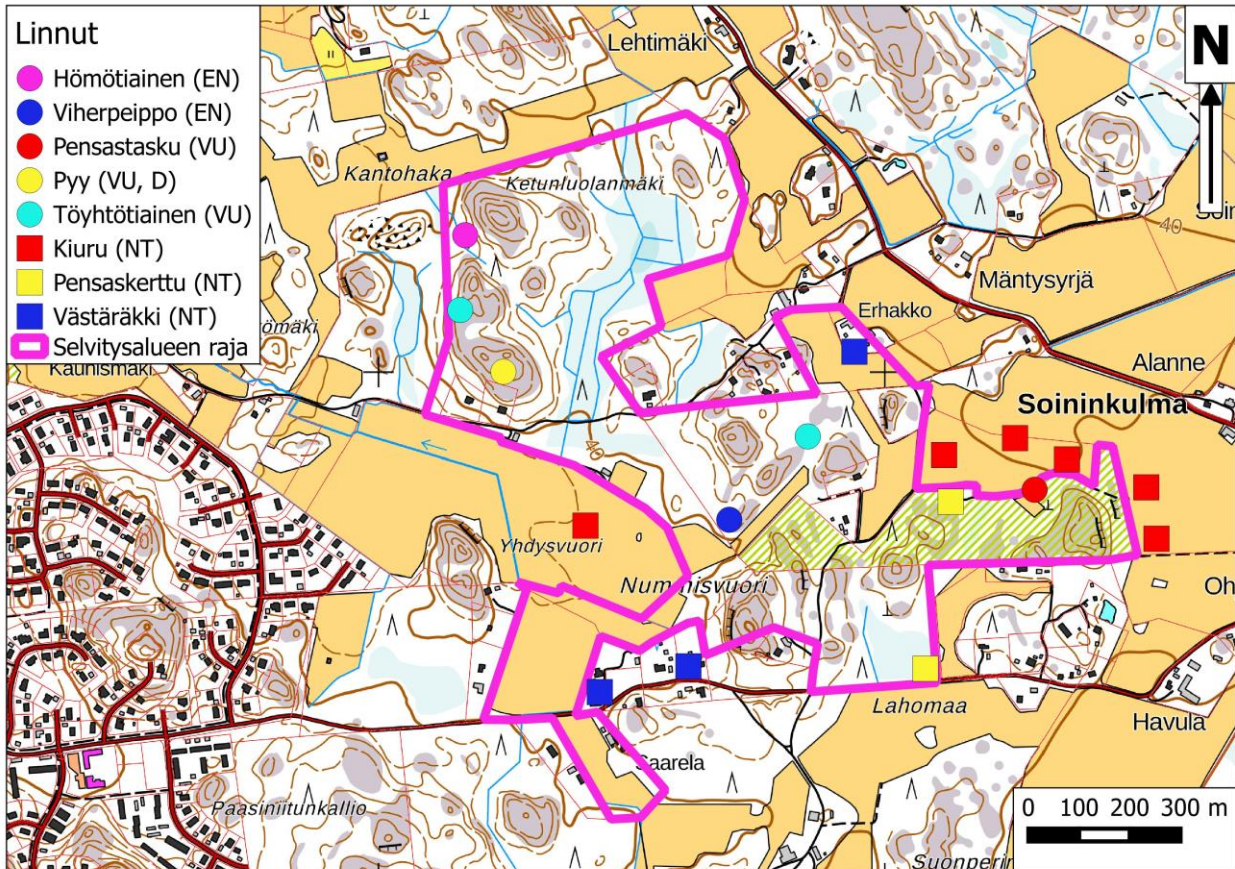 Linnut
Hömötiainen (EN)
Viherpeippo (EN)
Pensastasku (VU)
Pyy (VU, D)
Töyhtötiainen (VU)
Kiuru (NT)
Pensaskerttu (NT)
Västäräkki (NT)
Selvitysalueen raja
N
Lehtimäki
Kantohaka
Ketunluolanmäki
40
Mäntysyrjä
Erhakko
Kaunismäki
Alanne
Soininkulma
40
Yhdysvuori
Nummisvuori
Lahomaa
Havula
Saarela
Paasiniitunkallio
0 100 200 300 m